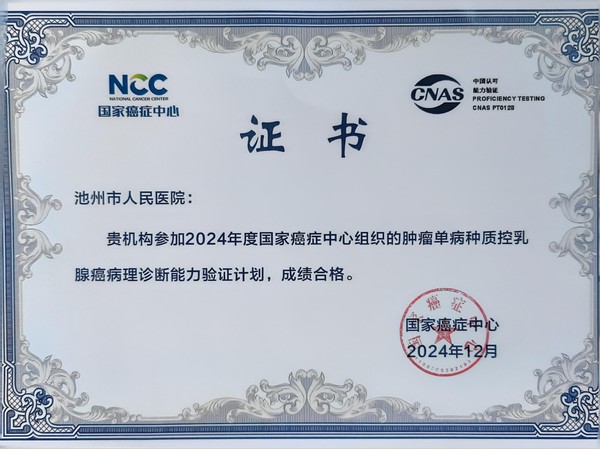 NCC
NATIONAL CANCER CENTER
国家癌症中心
CNAS
中国认可
能力验证
PROFICIENCY TESTING
CNAS PT0128
证书
池州市人民医院：
贵机构参加2024年度国家癌症中心组织的肿瘤单病种质控乳
腺癌病理诊断能力验证计划，成绩合格。
国家癌症中心
2024年12月